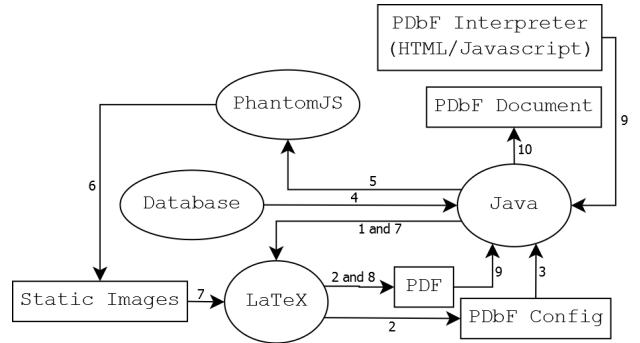 PDbF Interpreter
(HTML/Javascript)
PhantomJS
PDbF Document
9
10
6
5
Database
4
Java
1 and 7
2 and 8
9
3
Static Images
7
LaTeX
PDF
2
PDbF Config